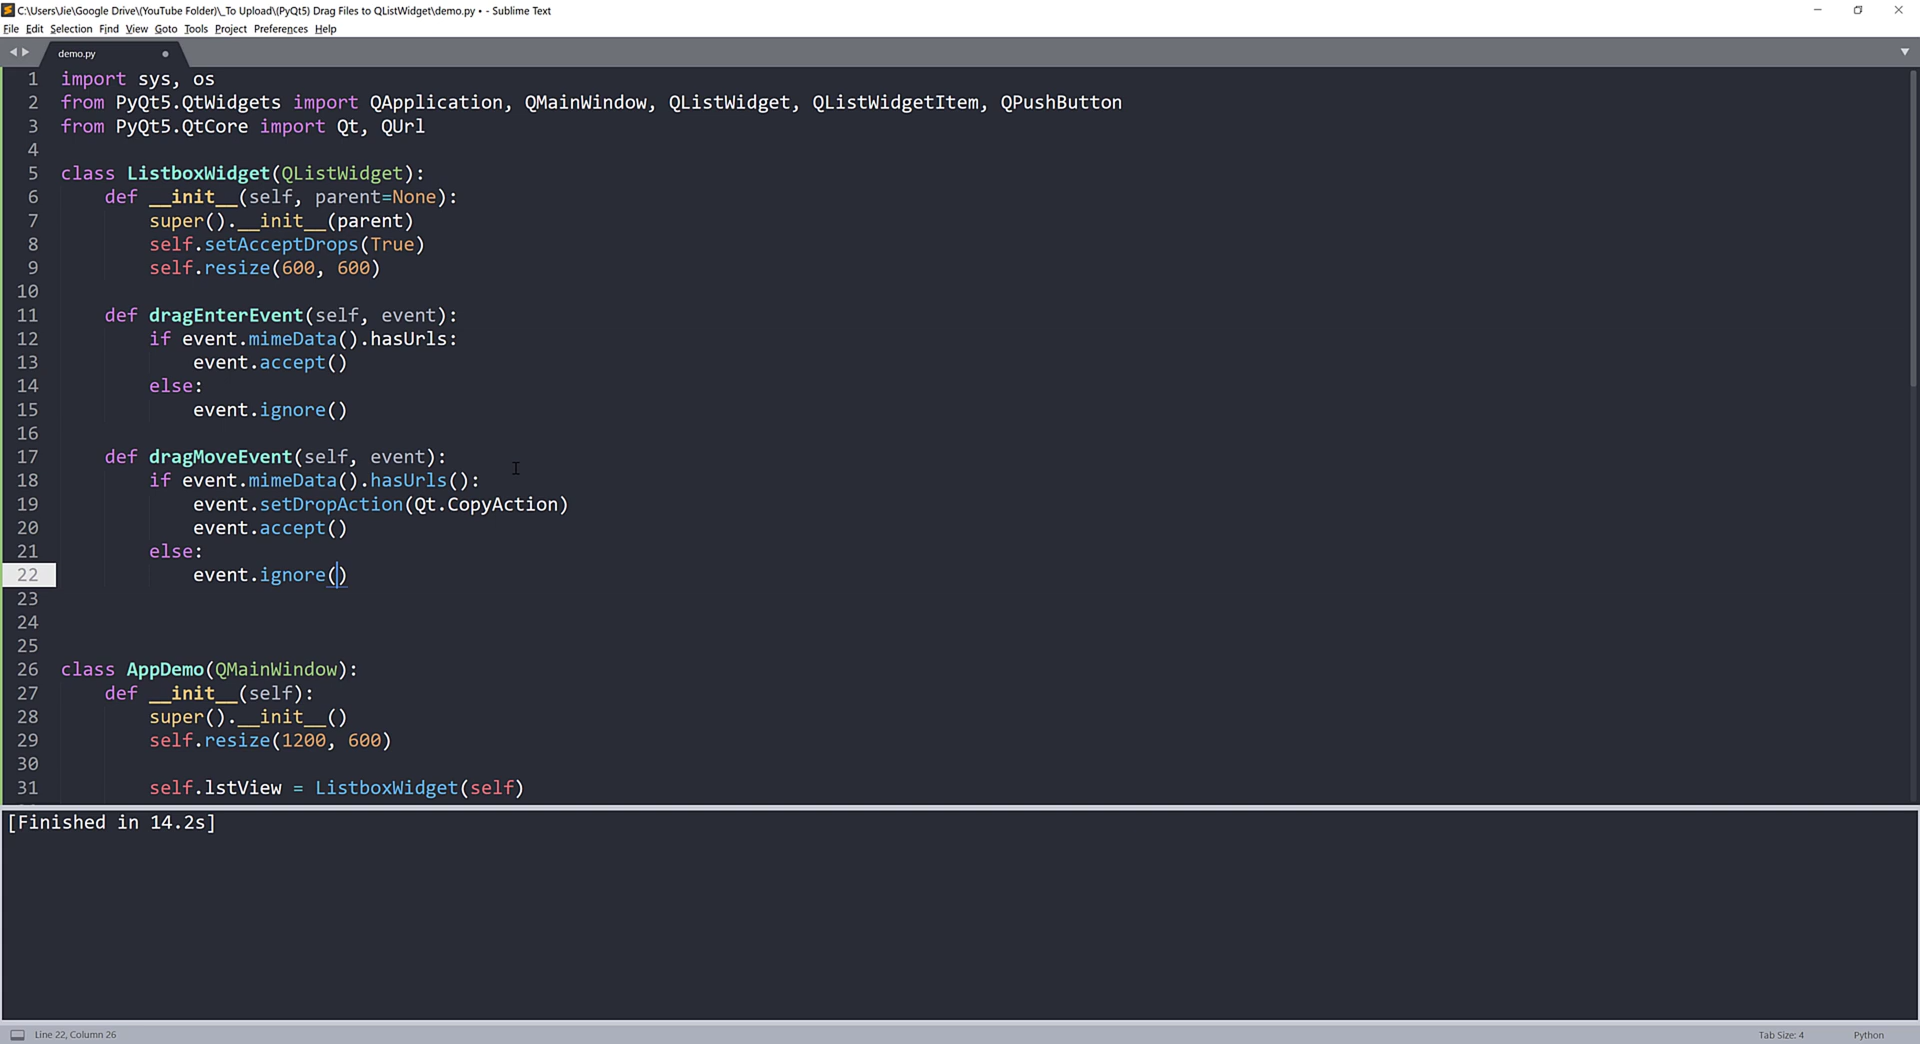 C:\Users\Jie\Google Drive\(YouTube Folder)\_To Upload\(PyQt5) Drag Files to QListWidget\demo.py • - Sublime Text
File Edit Selection Find View Goto Tools Project Preferences Help
demo.py
1 import sys, os
2 from PyQt5.QtWidgets import QApplication, QMainWindow, QListWidget, QListWidgetItem, QPushButton
3 from PyQt5.QtCore import Qt, QUrl
4
5 class ListboxWidget(QListWidget):
6     def __init__(self, parent=None):
7         super().__init__(parent)
8         self.setAcceptDrops(True)
9         self.resize(600, 600)
10
11     def dragEnterEvent(self, event):
12         if event.mimeData().hasUrls:
13             event.accept()
14         else:
15             event.ignore()
16
17     def dragMoveEvent(self, event):
18         if event.mimeData().hasUrls():
19             event.setDropAction(Qt.CopyAction)
20             event.accept()
21         else:
22             event.ignore()
23
24
25
26 class AppDemo(QMainWindow):
27     def __init__(self):
28         super().__init__()
29         self.resize(1200, 600)
30
31         self.lstView = ListboxWidget(self)
[Finished in 14.2s]
Line 22, Column 26 Tab Size: 4 Python